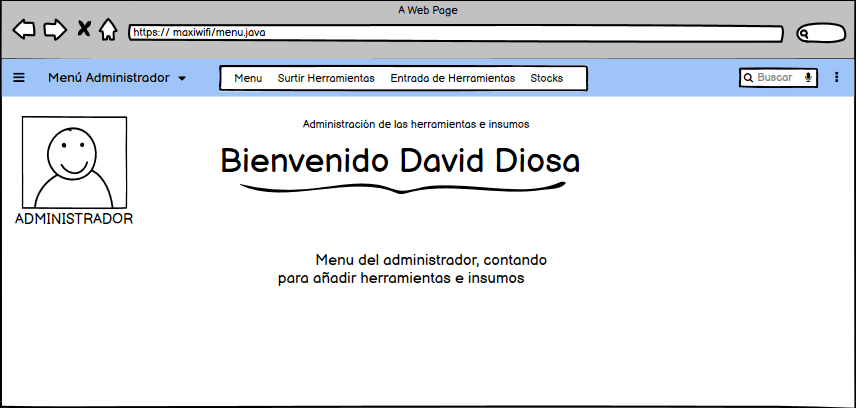 A Web Page
https:// maxiwifi/menu.java
Menú Administrador
Menu Surtir Herramientas Entrada de Herramientas Stocks
Buscar
Administración de las herramientas e insumos
Bienvenido David Diosa
ADMINISTRADOR
Menu del administrador, contando
para añadir herramientas e insumos